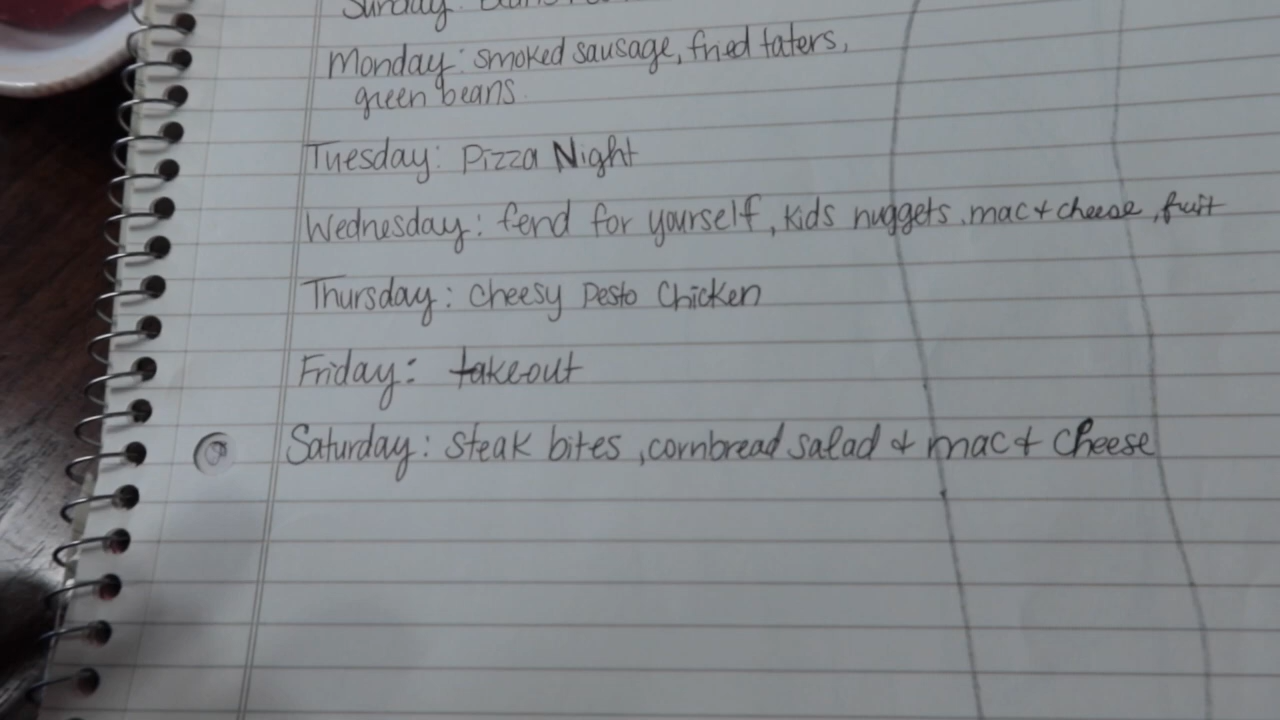 Sunday:
Monday: smoked sausage, fried taters,
green beans
Tuesday: Pizza Night
Wednesday: fend for yourself, kids nuggets, mac + cheese, fruit
Thursday: Cheesy Pesto Chicken
Friday: takeout
Saturday: steak bites, cornbread salad + mac + cheese